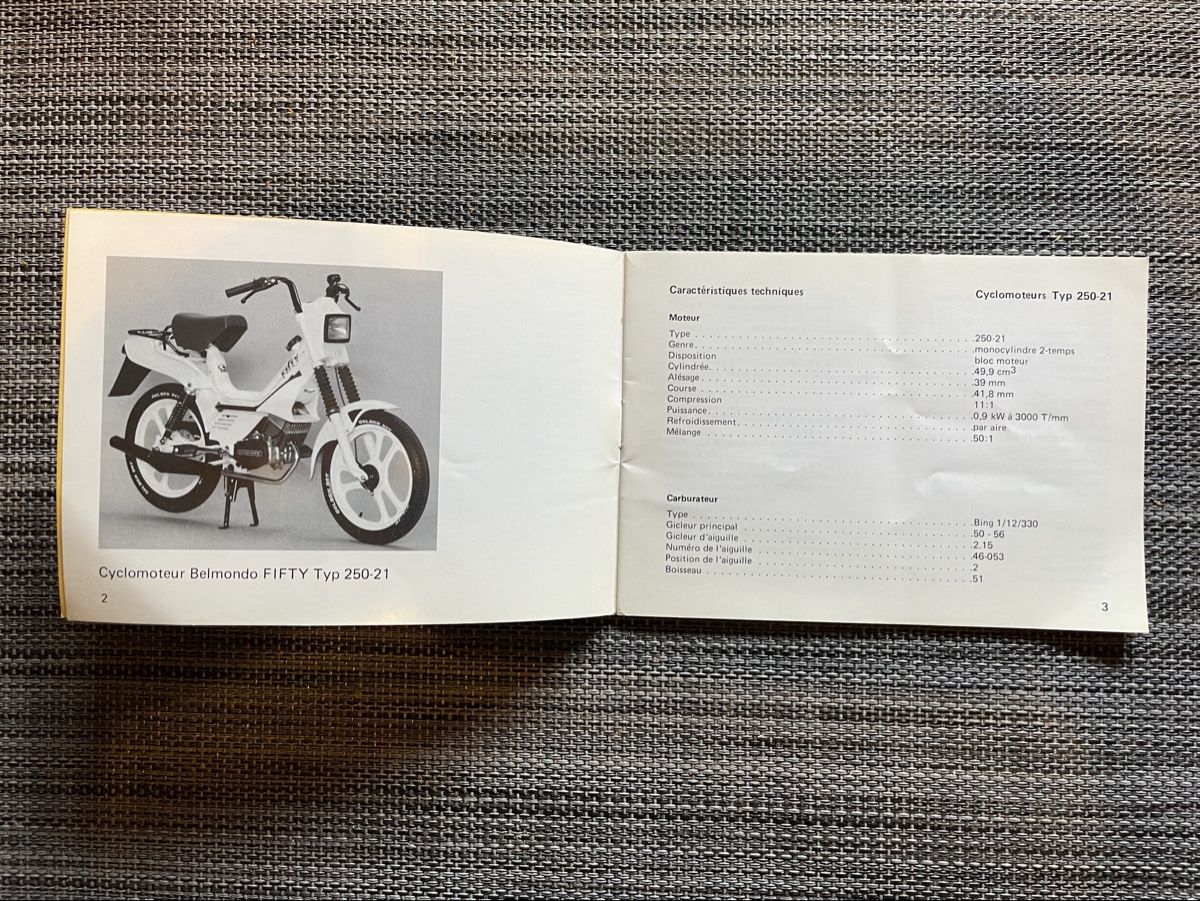 FIFTY
Cyclomoteur Belmondo FIFTY Typ 250-21
2
Caractéristiques techniques
Cyclomoteurs Typ 250-21
Moteur
Type . . . . . . . . . . . . . . . . . . . . . . . . . . . . . . .250-21
Genre. . . . . . . . . . . . . . . . . . . . . . . . . . . . . . .monocylindre 2-temps
Disposition bloc moteur
Cylindrée. . . . . . . . . . . . . . . . . . . . . . . . . . . . .49,9 cm3
Alésage. . . . . . . . . . . . . . . . . . . . . . . . . . . . . .39 mm
Course . . . . . . . . . . . . . . . . . . . . . . . . . . . . . .41,8 mm
Compression 11:1
Puissance. . . . . . . . . . . . . . . . . . . . . . . . . . . . .0,9 kW à 3000 T/mm
Refroidissement. . . . . . . . . . . . . . . . . . . . . . . . . .par aire
Mélange . . . . . . . . . . . . . . . . . . . . . . . . . . . . . .50:1
Carburateur
Type . . . . . . . . . . . . . . . . . . . . . . . . . . . . . . .Bing 1/12/330
Gicleur principal . . . . . . . . . . . . . . . . . . . . . . . . .50 - 56
Gicleur d'aiguille . . . . . . . . . . . . . . . . . . . . . . . . .2.15
Numéro de l'aiguille . . . . . . . . . . . . . . . . . . . . . . .46-053
Position de l'aiguille . . . . . . . . . . . . . . . . . . . . . . .2
Boisseau . . . . . . . . . . . . . . . . . . . . . . . . . . . . . .51
3